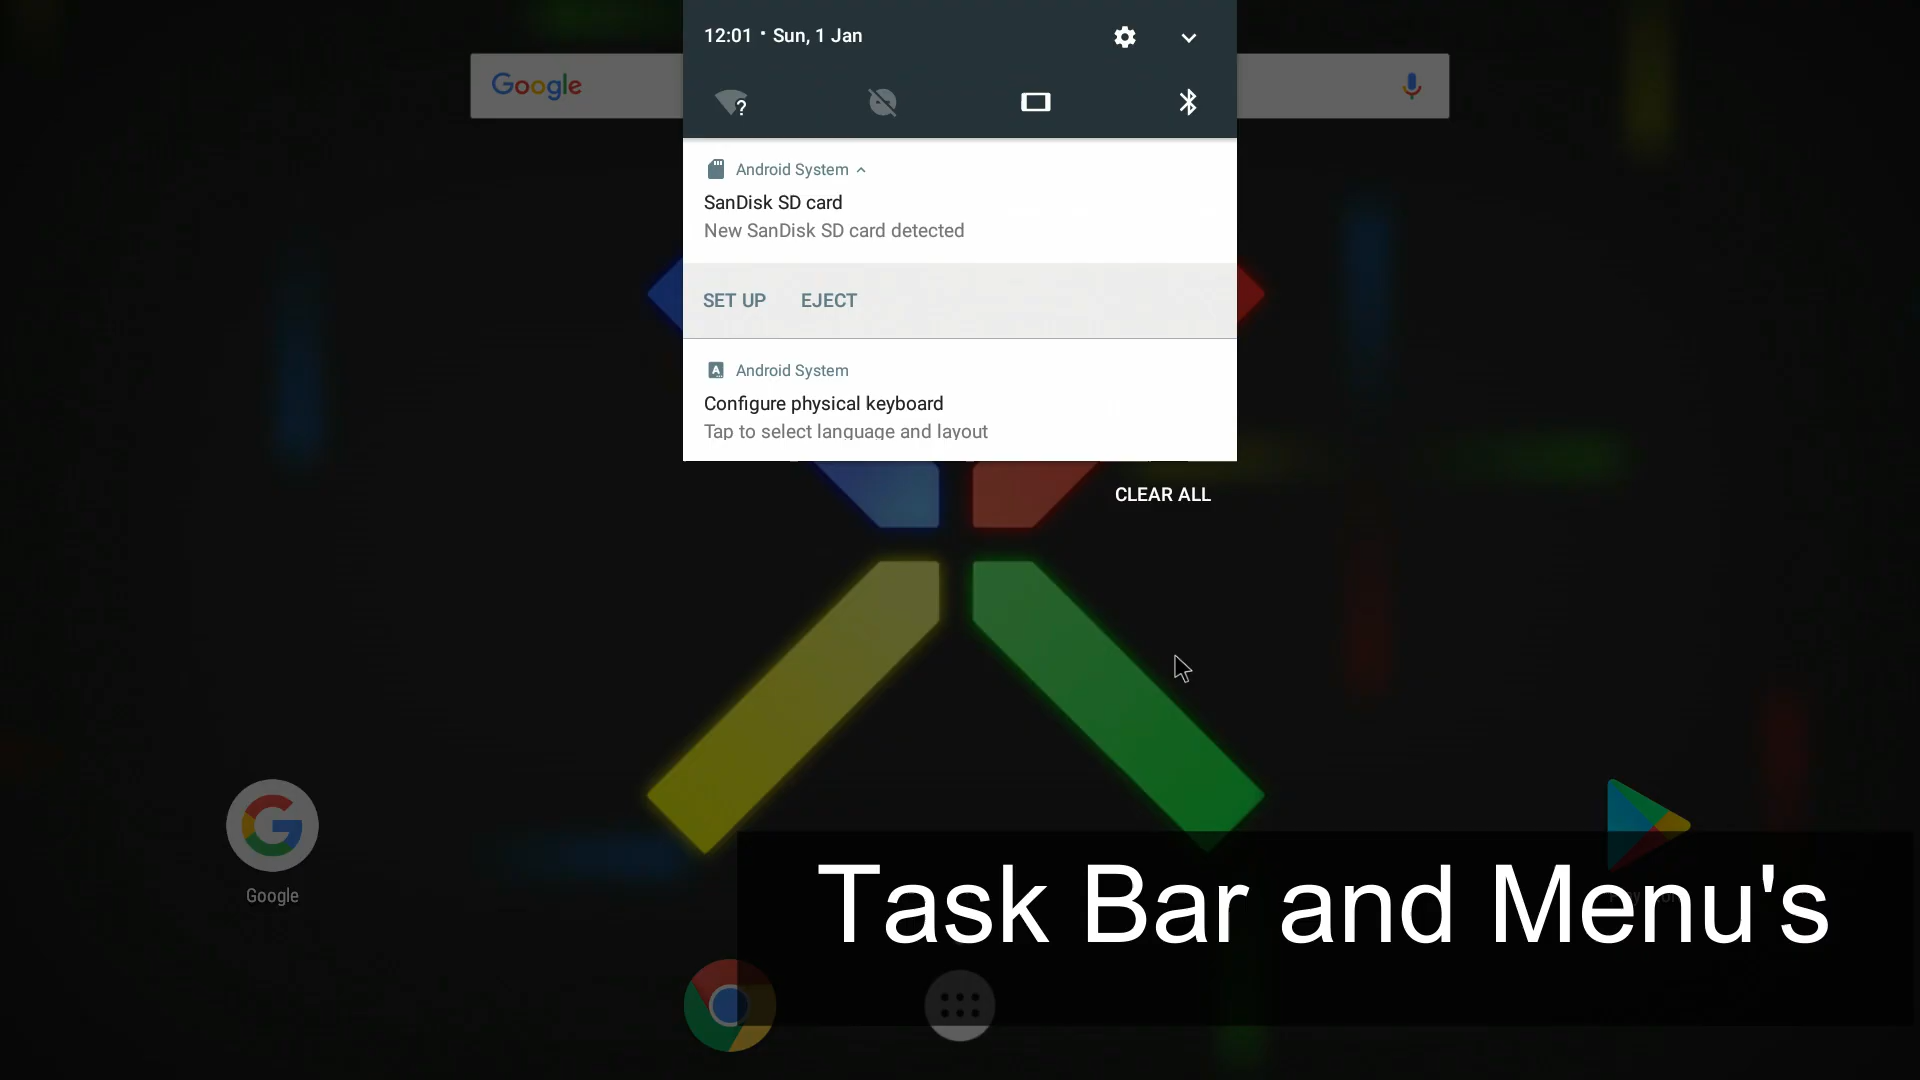 12:01 • Sun, 1 Jan
Google
?
Android System
SanDisk SD card
New SanDisk SD card detected
SET UP EJECT
A Android System
Configure physical keyboard
Tap to select language and layout
CLEAR ALL
Google
Task Bar and Menu's